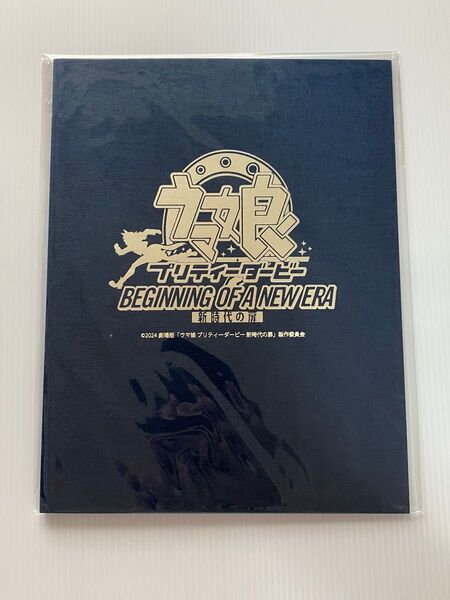 ウマ娘
プリティーダービー
BEGINNING OF A NEW ERA
新時代の扉
©2024 劇場版「ウマ娘 プリティーダービー 新時代の扉」製作委員会